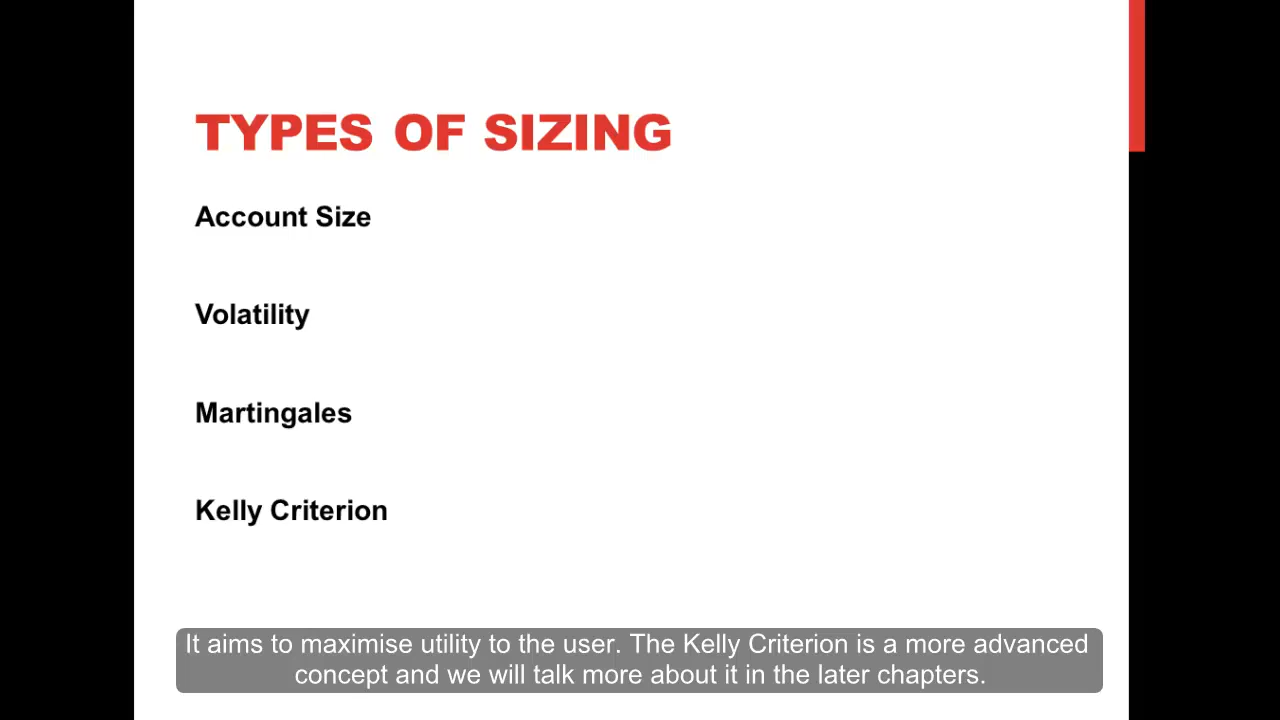 TYPES OF SIZING
Account Size
Volatility
Martingales
Kelly Criterion
It aims to maximise utility to the user. The Kelly Criterion is a more advanced
concept and we will talk more about it in the later chapters.